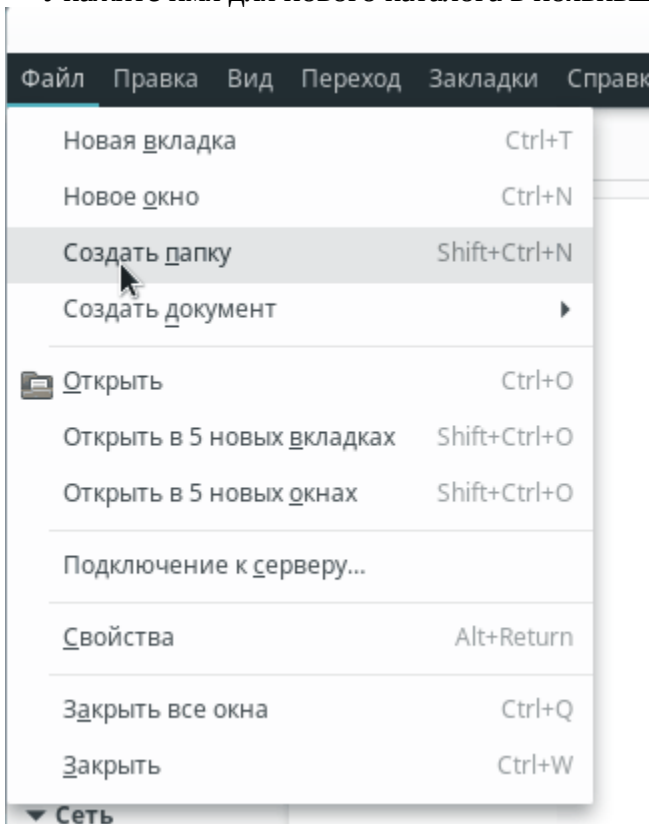 Файл Правка Вид Переход Закладки Справк
Новая вкладка Ctrl+T
Новое окно Ctrl+N
Создать папку Shift+Ctrl+N
Создать документ
Открыть Ctrl+O
Открыть в 5 новых вкладках Shift+Ctrl+O
Открыть в 5 новых окнах Shift+Ctrl+O
Подключение к серверу...
Свойства Alt+Return
Закрыть все окна Ctrl+Q
Закрыть Ctrl+W
Сеть